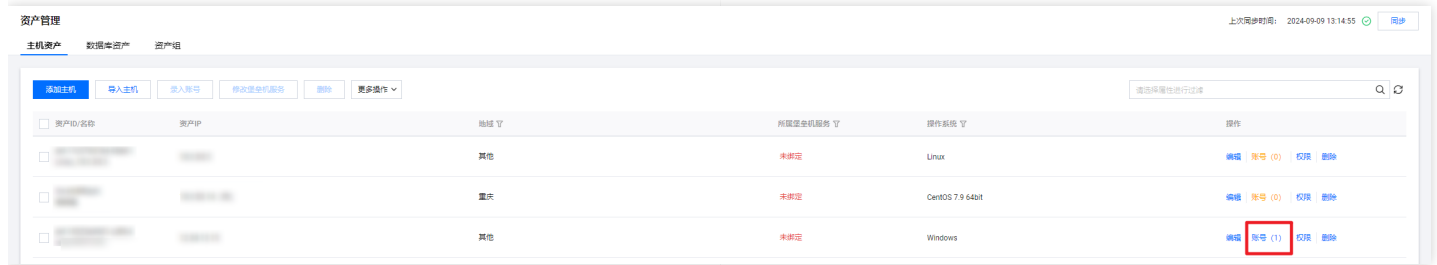 资产管理
上次同步时间： 2024-09-09 13:14:55 同步
主机资产 数据库资产 资产组
添加主机 导入主机 录入账号 修改堡垒机服务 删除 更多操作
请选择属性进行过滤
资产ID/名称 资产IP 地域 所属堡垒机服务 操作系统 操作
其他 未绑定 Linux 编辑 账号（0） 权限 删除
重庆 未绑定 CentOS 7.9 64bit 编辑 账号（0） 权限 删除
其他 未绑定 Windows 编辑 账号（1） 权限 删除